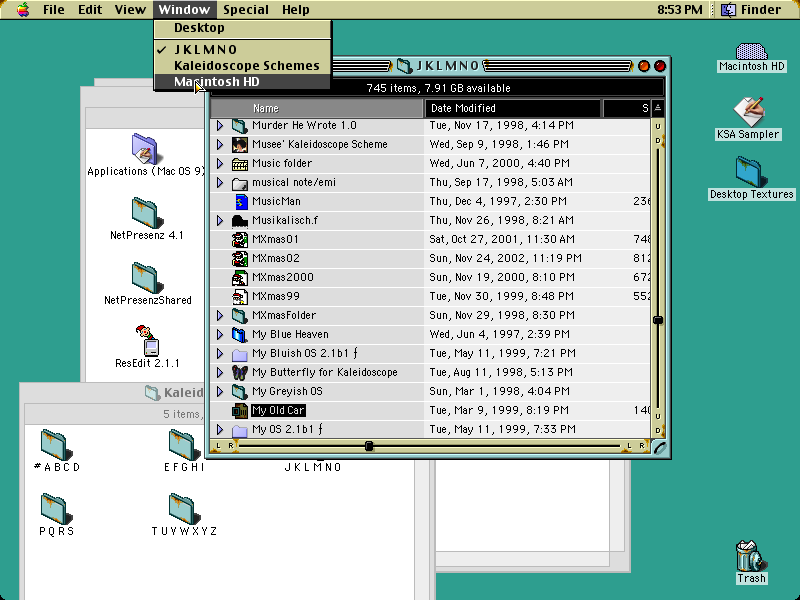 File Edit View Window Special Help 8:53 PM Finder
Desktop
✓ J K L M N O
Kaleidoscope Schemes
Macintosh HD
J K L M N O
745 items, 7.91 GB available
Name Date Modified S
Murder He Wrote 1.0 Tue, Nov 17, 1998, 4:14 PM
Musee' Kaleidoscope Scheme Wed, Sep 9, 1998, 1:46 PM
Music folder Wed, Jun 7, 2000, 4:40 PM
musical note/emi Thu, Sep 17, 1998, 5:03 AM
MusicMan Thu, Dec 4, 1997, 2:30 PM 236
Musikalisch.f Thu, Nov 26, 1998, 8:21 AM
MXmas01 Sat, Oct 27, 2001, 11:30 AM 748
MXmas02 Sun, Nov 24, 2002, 11:19 PM 812
MXmas2000 Sun, Nov 19, 2000, 8:10 PM 672
MXmas99 Tue, Nov 30, 1999, 8:48 PM 552
MXmasFolder Sun, Nov 29, 1998, 8:30 PM
My Blue Heaven Wed, Jun 4, 1997, 2:39 PM
My Bluish OS 2.1b1 ƒ Tue, May 11, 1999, 7:21 PM
My Butterfly for Kaleidoscope Tue, Aug 11, 1998, 5:13 PM
My Greyish OS Sun, Mar 1, 1998, 4:04 PM
My Old Car Tue, Mar 9, 1999, 8:19 PM 140
My OS 2.1b1 ƒ Tue, May 11, 1999, 7:33 PM
U
D
U
D
L R
L R
Applications (Mac OS 9)
NetPresenz 4.1
NetPresenzShared
ResEdit 2.1.1
Kaleid
5 items,
# A B C D
E F G H I
J K L M N O
P Q R S
T U V W X Y Z
Macintosh HD
KSA Sampler
Desktop Textures
Trash